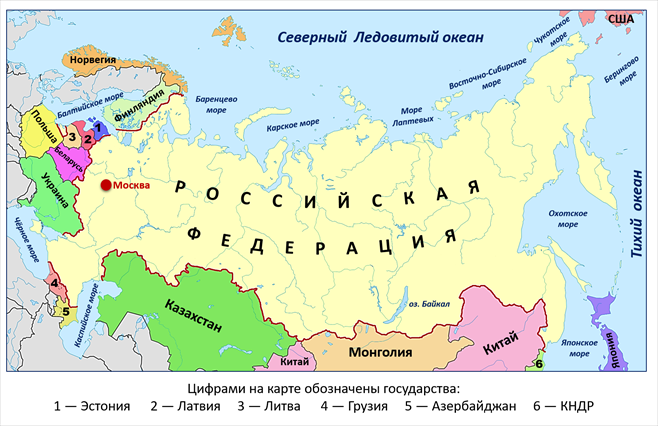 Северный Ледовитый океан
США
Чукотское море
Берингово море
Норвегия
Восточно-Сибирское море
Балтийское море
Финляндия
Баренцево море
Море Лаптевых
Карское море
Польша
1
2
3
Беларусь
Москва
Украина
РОССИЙСКАЯ
ФЕДЕРАЦИЯ
Тихий океан
Охотское море
Чёрное море
4
5
Каспийское море
Казахстан
оз. Байкал
Китай
Монголия
Китай
6
Японское море
Япония
Цифрами на карте обозначены государства:
1 — Эстония 2 — Латвия 3 — Литва 4 — Грузия 5 — Азербайджан 6 — КНДР